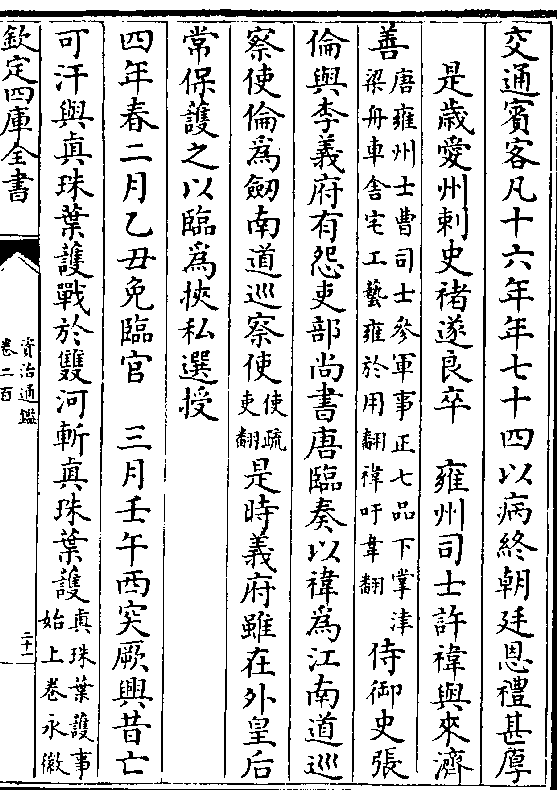 交通賓客凡十六年年七十四以病終朝廷恩禮甚厚
是歲愛州刺史禇遂良卒　雍州司士許禕與來濟
善唐雍州士曹司士參軍事正七品下掌津梁舟車舎宅工藝雍於用翻禕吁韋翻侍御史張
倫與李義府有怨吏部尚書唐臨奏以禕為江南道巡
察使倫為劒南道巡察使使疏吏翻是時義府雖在外皇后
常保護之以臨為挾私選授
四年春二月乙丑免臨官　三月壬午西突厥興昔亡
可汗與真珠葉護戰於雙河斬真珠葉護真珠葉護事始上卷永徽
欽定四庫全書
資治通鑑
卷二百
二十一